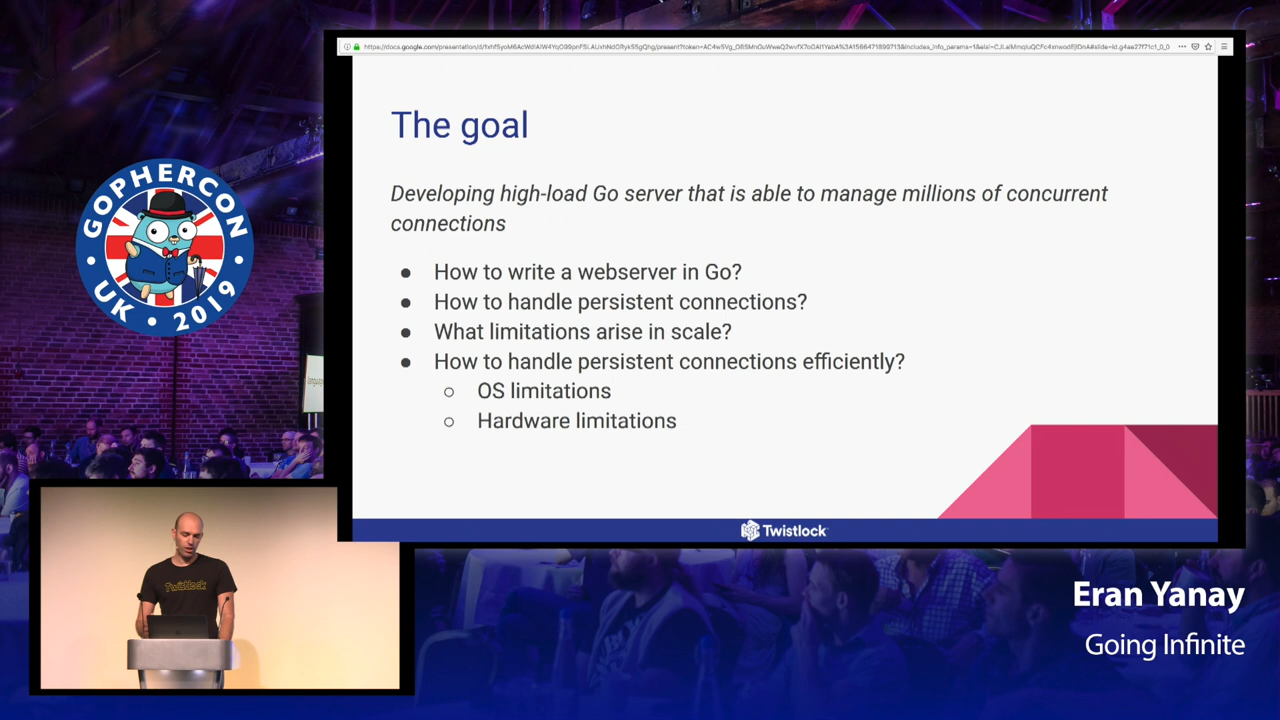 The goal
Developing high-load Go server that is able to manage millions of concurrent
connections
● How to write a webserver in Go?
● How to handle persistent connections?
● What limitations arise in scale?
● How to handle persistent connections efficiently?
○ OS limitations
○ Hardware limitations
Twistlock
GOPHERCON
UK • 2019
Twistlock
Eran Yanay
Going Infinite